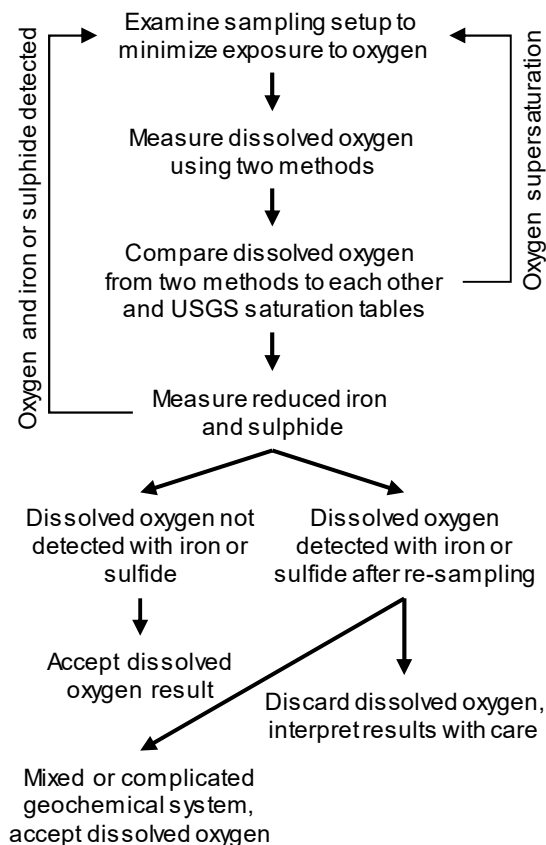 Examine sampling setup to
minimize exposure to oxygen
Oxygen and iron or sulphide detected
Oxygen supersaturation
Measure dissolved oxygen
using two methods
Compare dissolved oxygen
from two methods to each other
and USGS saturation tables
Measure reduced iron
and sulphide
Dissolved oxygen not
detected with iron or
sulfide
Dissolved oxygen
detected with iron or
sulfide after re-sampling
Accept dissolved
oxygen result
Discard dissolved oxygen,
interpret results with care
Mixed or complicated
geochemical system,
accept dissolved oxygen